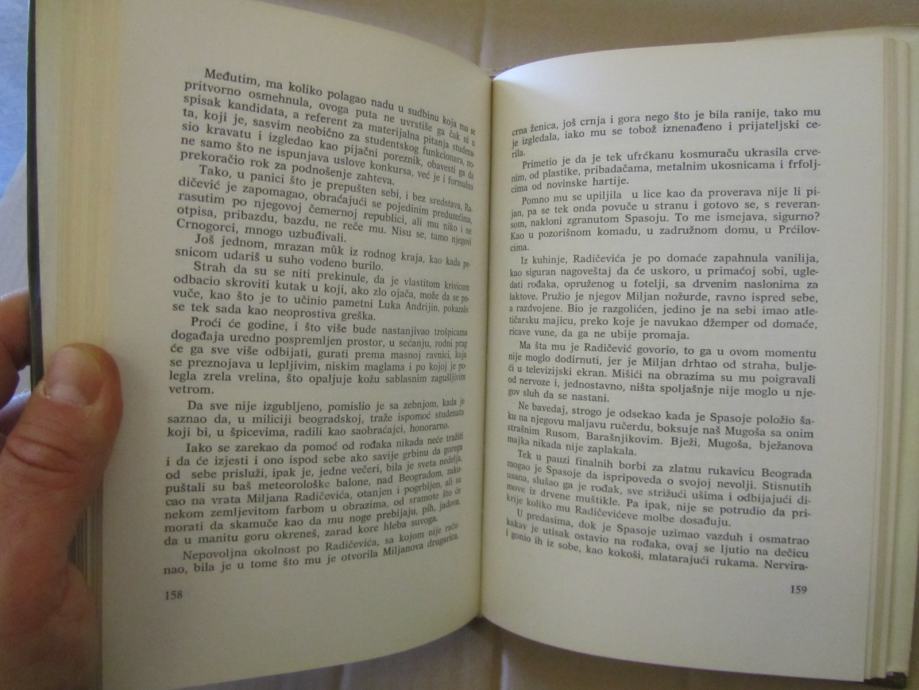 Međutim, ma koliko polagao nadu u sudbinu koja mu se
pritvorno osmehnula, ovoga puta ne uvrstiše ga čak ni u
spisak kandidata, a referent za materijalna pitanja studena-
ta, koji je, sasvim neobično za studentskog funkcionera, no-
sio kravatu i izgledao kao pijačni poreznik, obavesti ga da
ne samo što ne ispunjava uslove konkursa, već je i formalno
prekoračio rok za podnošenje zahteva.
Tako, u panici što je prepušten sebi, i bez sredstava, Ra-
dičević je zapomagao, obraćajući se pojedinim preduzećima,
rasutim po njegovoj čemernoj republici, ali mu niko i ne
otpisa, pribazdu, bazdu, ne reče mu. Nisu se, tamo njegovi
Crnogorci, mnogo uzbuđivali.
Još jednom, mrazan mûk iz rodnog kraja, kao kada pe-
snicom udariš u suho vodeno burilo.
Strah da su se niti prekinule, da je vlastitom krivicom
odbacio skroviti kutak u koji, ako zlo ojača, može da se po-
vuče, kao što je to učinio pametni Luka Andrijin, pokazals
se tek sada kao neoprostiva greška.
Proći će godine, i što više bude nastanjivao trošpicama
događaja uredno pospremljen prostor, u sećanju, rodni prag
će ga sve više odbijati, gurati prema masnoj ravnici, koja
se preznojava u lepljivim, niskim maglama i po kojoj je po-
legla zrela vrelina, što opaljuje kožu sablasnim zagušljivim
vetrom.
Da sve nije izgubljeno, pomislio je sa zebnjom, kada je
saznao da, u miliciji beogradskoj, traže ispomoć studenata
koji bi, u špicevima, radili kao saobraćajci, honorarno.
Iako se zarekao da pomoć od rođaka nikada neće tražiti
i da će izjesti i ono ispod sebe ako savije grbinu da guropa
od sebe prisluži, ipak je, jedne večeri, bila je sveta nedelja,
puštali su baš meteorološke balone, nad Beogradom, naka-
cao na vrata Miljana Radičevića, otanjen i pogrbijen, ali sa
nekom zemljevitom farbom u obrazima, od sramote što će
morati da skamuče kao da mu noge prebijaju, pih, jadova,
da u manitu goru okreneš, zarad kore hleba suvoga.
Nepovoljna okolnost po Radičevića, sa kojom nije raču-
nao, bila je u tome što mu je otvorila Miljanova drugarica,
158
crna ženica, još crnja i gora nego što je bila ranije, tako mu
je izgledala, iako mu se tobož iznenađeno i prijateljski ce-
rila.
Primetio je da je tek ufrćkanu kosmuraču ukrasila crve-
nim, od plastike, pribadačama, metalnim ukosnicama i frfolj-
cima od novinske hartije.
Pomno mu se upiljila u lice kao da proverava nije li pi-
jan, pa se tek onda povuče u stranu i gotovo se, s reveran-
som, nakloni zgranutom Spasoju. To me ismejava, sigurno?
Kao u pozorišnom komadu, u zadružnom domu, u Prćilov-
cima.
Iz kuhinje, Radičevića je po domaće zapahnula vanilija,
kao siguran nagoveštaj da će uskoro, u primaćoj sobi, ugle-
dati rođaka, opruženog u fotelji, sa drvenim naslonima za
laktove. Pružio je njegov Miljan nožurde, ravno ispred sebe,
a razdvojene. Bio je razgolićen, jedino je na sebi imao atle-
tičarsku majicu, preko koje je navukao džemper od domaće,
ricave vune, da ga ne ubije promaja.
Ma šta mu je Radičević govorio, to ga u ovom momentu
nije moglo dodirnuti, jer je Miljan drhtao od straha, bulje-
ći u televizijski ekran. Mišići na obrazima su mu poigravali
od nervoze i, jednostavno, ništa spoljašnje nije moglo u nje-
gov sluh da se nastani.
Ne bavedaj, strogo je odsekao kada je Spasoje položio ša-
ku na njegovu maljavu ručerdu, boksuje naš Mugoša sa onim
strašnim Rusom, Barašnjikovim. Bježi, Mugoša, bježanova
majka nikada nije zaplakala.
Tek u pauzi finalnih borbi za zlatnu rukavicu Beograda
mogao je Spasoje da ispripoveda o svojoj nevolji. Stisnutih
usana, slušao ga je rođak, sve strižući ušima i odbijajući di-
move iz drvene muštikle. Pa ipak, nije se potrudio da pri-
krije koliko mu Radičevićeve molbe dosađuju.
U predasima, dok je Spasoje uzimao vazduh i osmatrao
kakav je utisak ostavio na rođaka, ovaj se ljutio na dečicu
i gonio ih iz sobe, kao kokoši, mlatarajući rukama. Nervira-
159